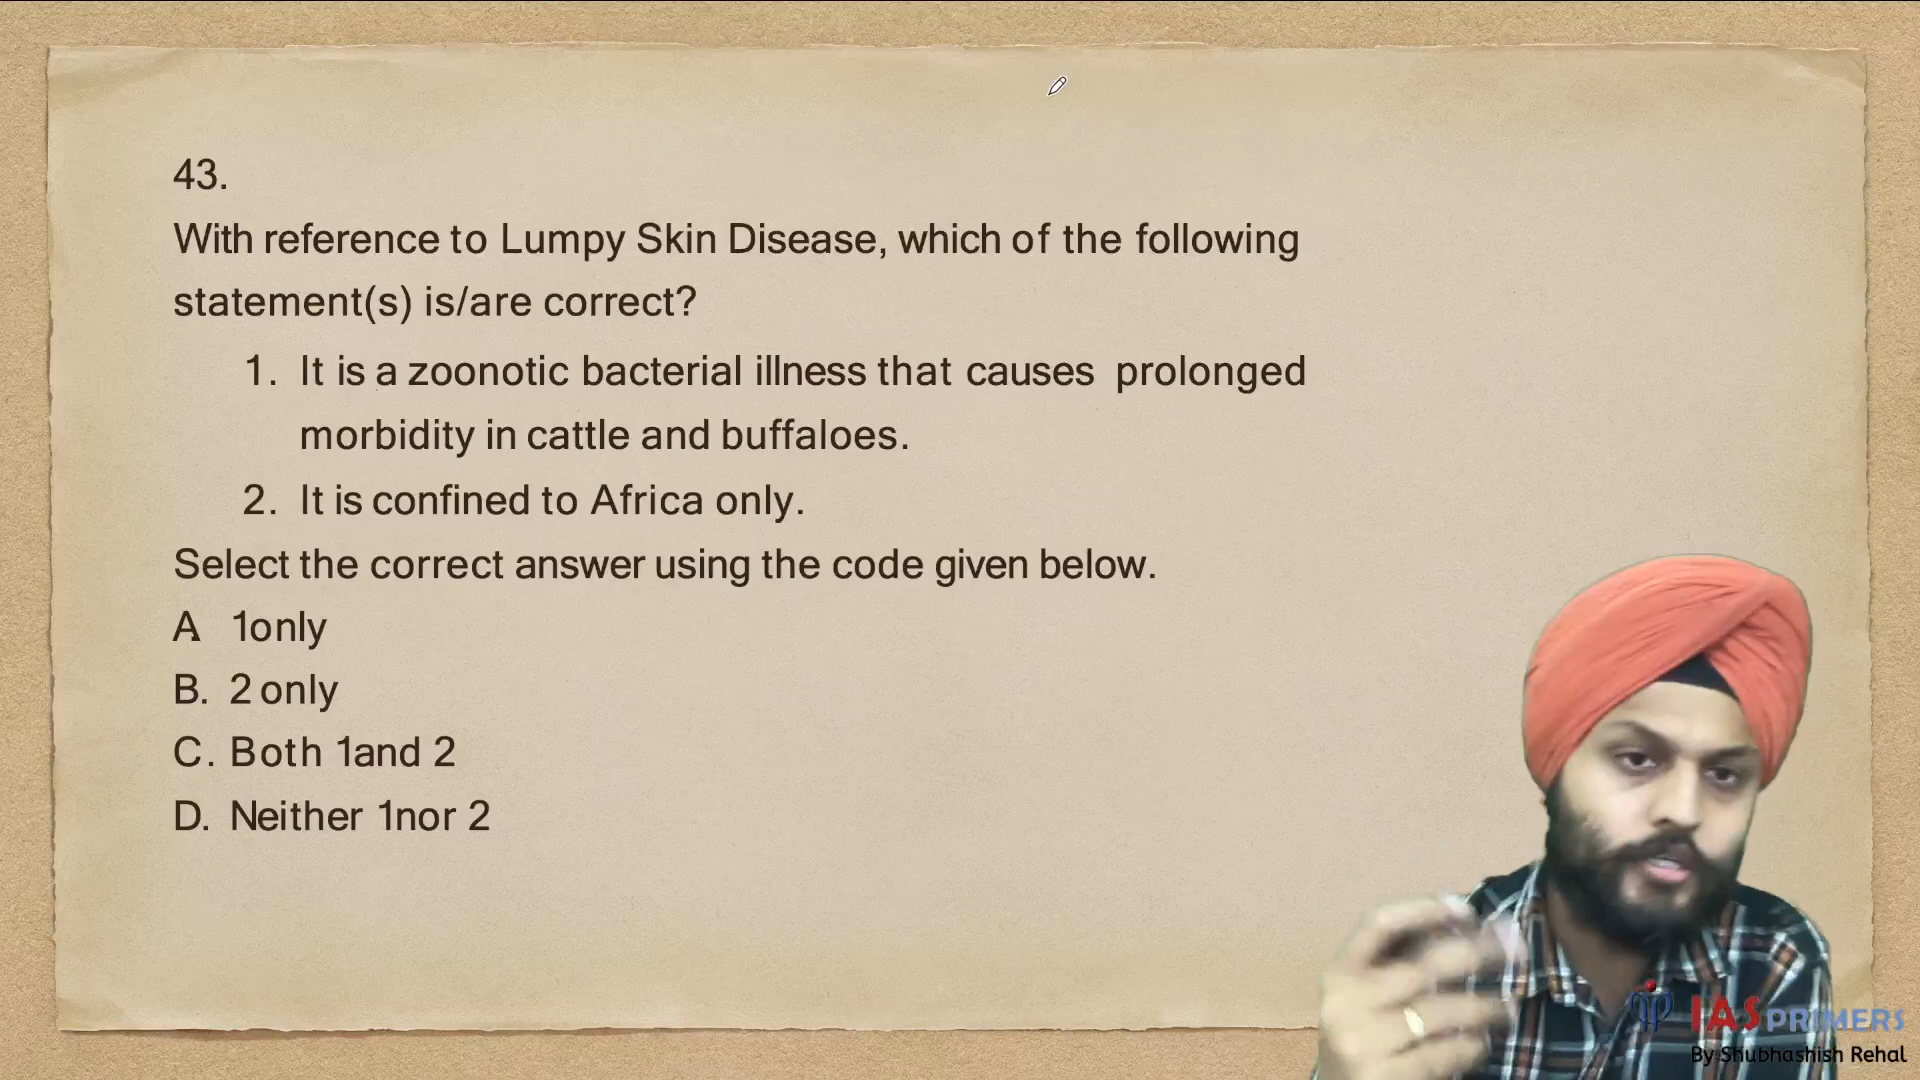 43.
With reference to Lumpy Skin Disease, which of the following
statement(s) is/are correct?
1. It is a zoonotic bacterial illness that causes prolonged
morbidity in cattle and buffaloes.
2. It is confined to Africa only.
Select the correct answer using the code given below.
A 1only
B. 2 only
C. Both 1and 2
D. Neither 1nor 2
IAS PRIMERS
By Shubhashish Rehal